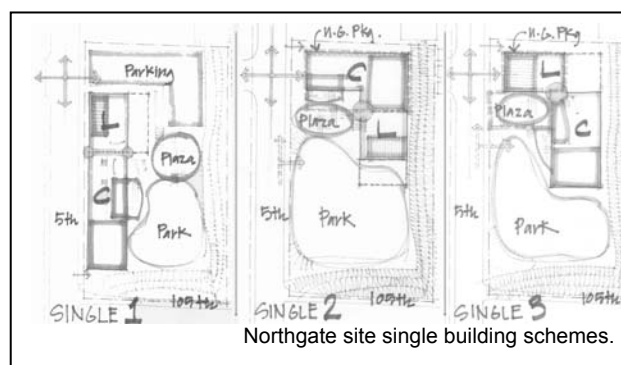 Parking
L
Plaza
C
5th
Park
105th
SINGLE 1
N.G. Pkg.
C
Plaza
L
5th
Park
105th
SINGLE 2
N.G. Pkg
L
Plaza
C
5th
Park
105th
SINGLE 3
Northgate site single building schemes.